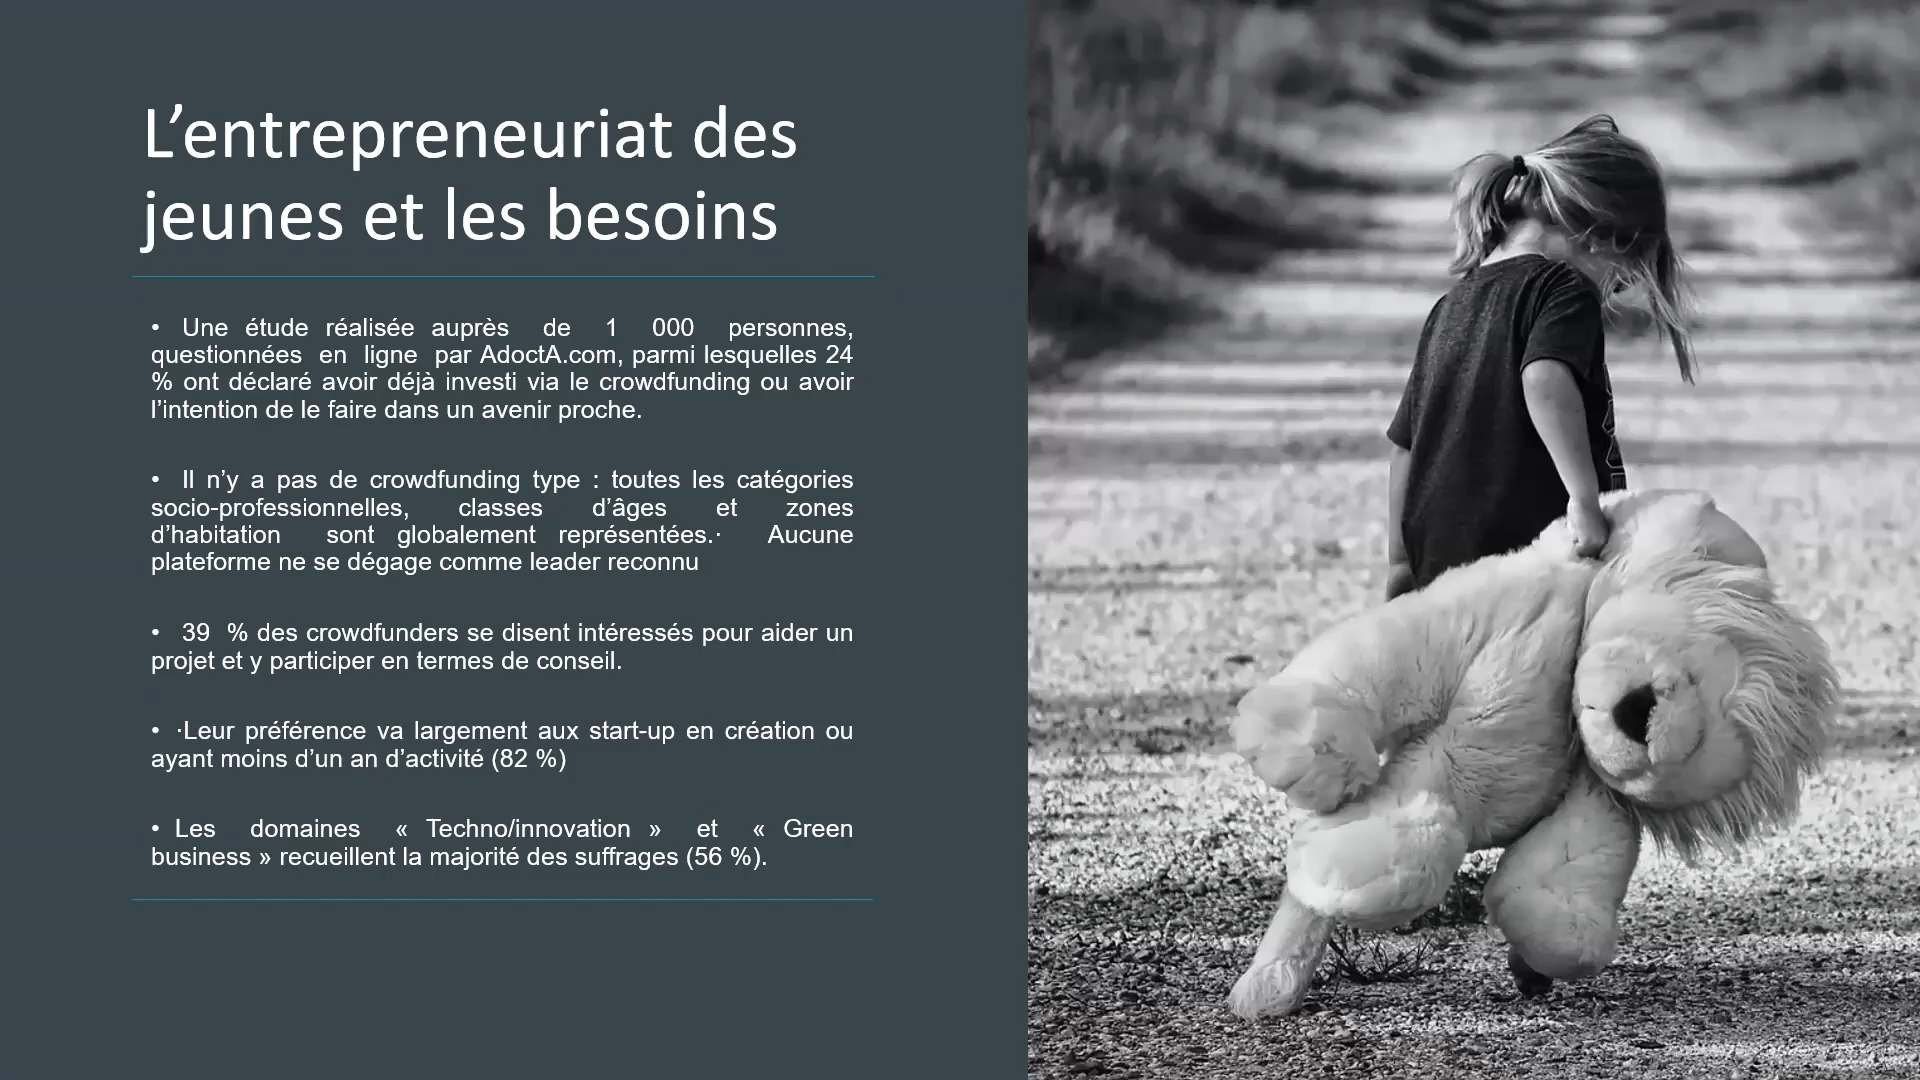 L’entrepreneuriat des
jeunes et les besoins
• Une étude réalisée auprès de 1 000 personnes,
questionnées en ligne par AdoctA.com, parmi lesquelles 24
% ont déclaré avoir déjà investi via le crowdfunding ou avoir
l’intention de le faire dans un avenir proche.
• Il n’y a pas de crowdfunding type : toutes les catégories
socio-professionnelles, classes d’âges et zones
d’habitation sont globalement représentées.· Aucune
plateforme ne se dégage comme leader reconnu
• 39 % des crowdfunders se disent intéressés pour aider un
projet et y participer en termes de conseil.
• ·Leur préférence va largement aux start-up en création ou
ayant moins d’un an d’activité (82 %)
• Les domaines « Techno/innovation » et « Green
business » recueillent la majorité des suffrages (56 %).